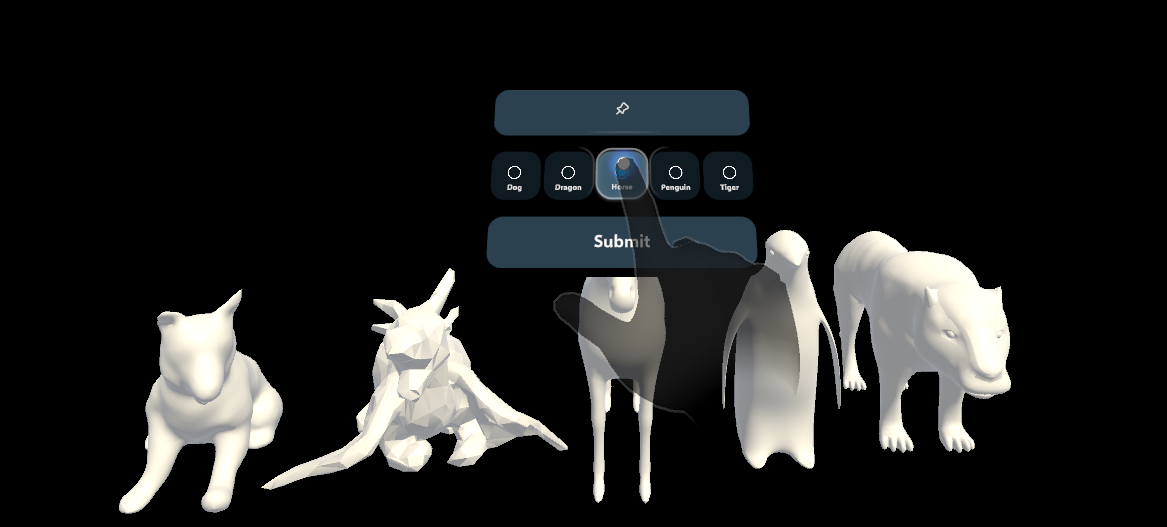 Dog
Dragon
Horse
Penguin
Tiger
Submit